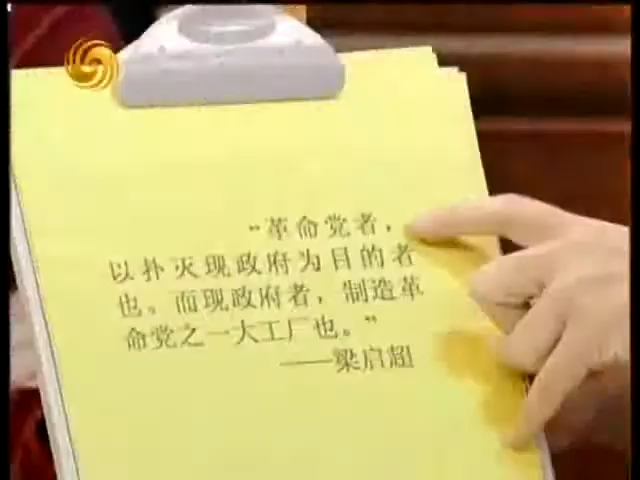 “革命党者，
以扑灭现政府为目的者
也。而现政府者，制造革
命党之一大工厂也。”
——梁启超